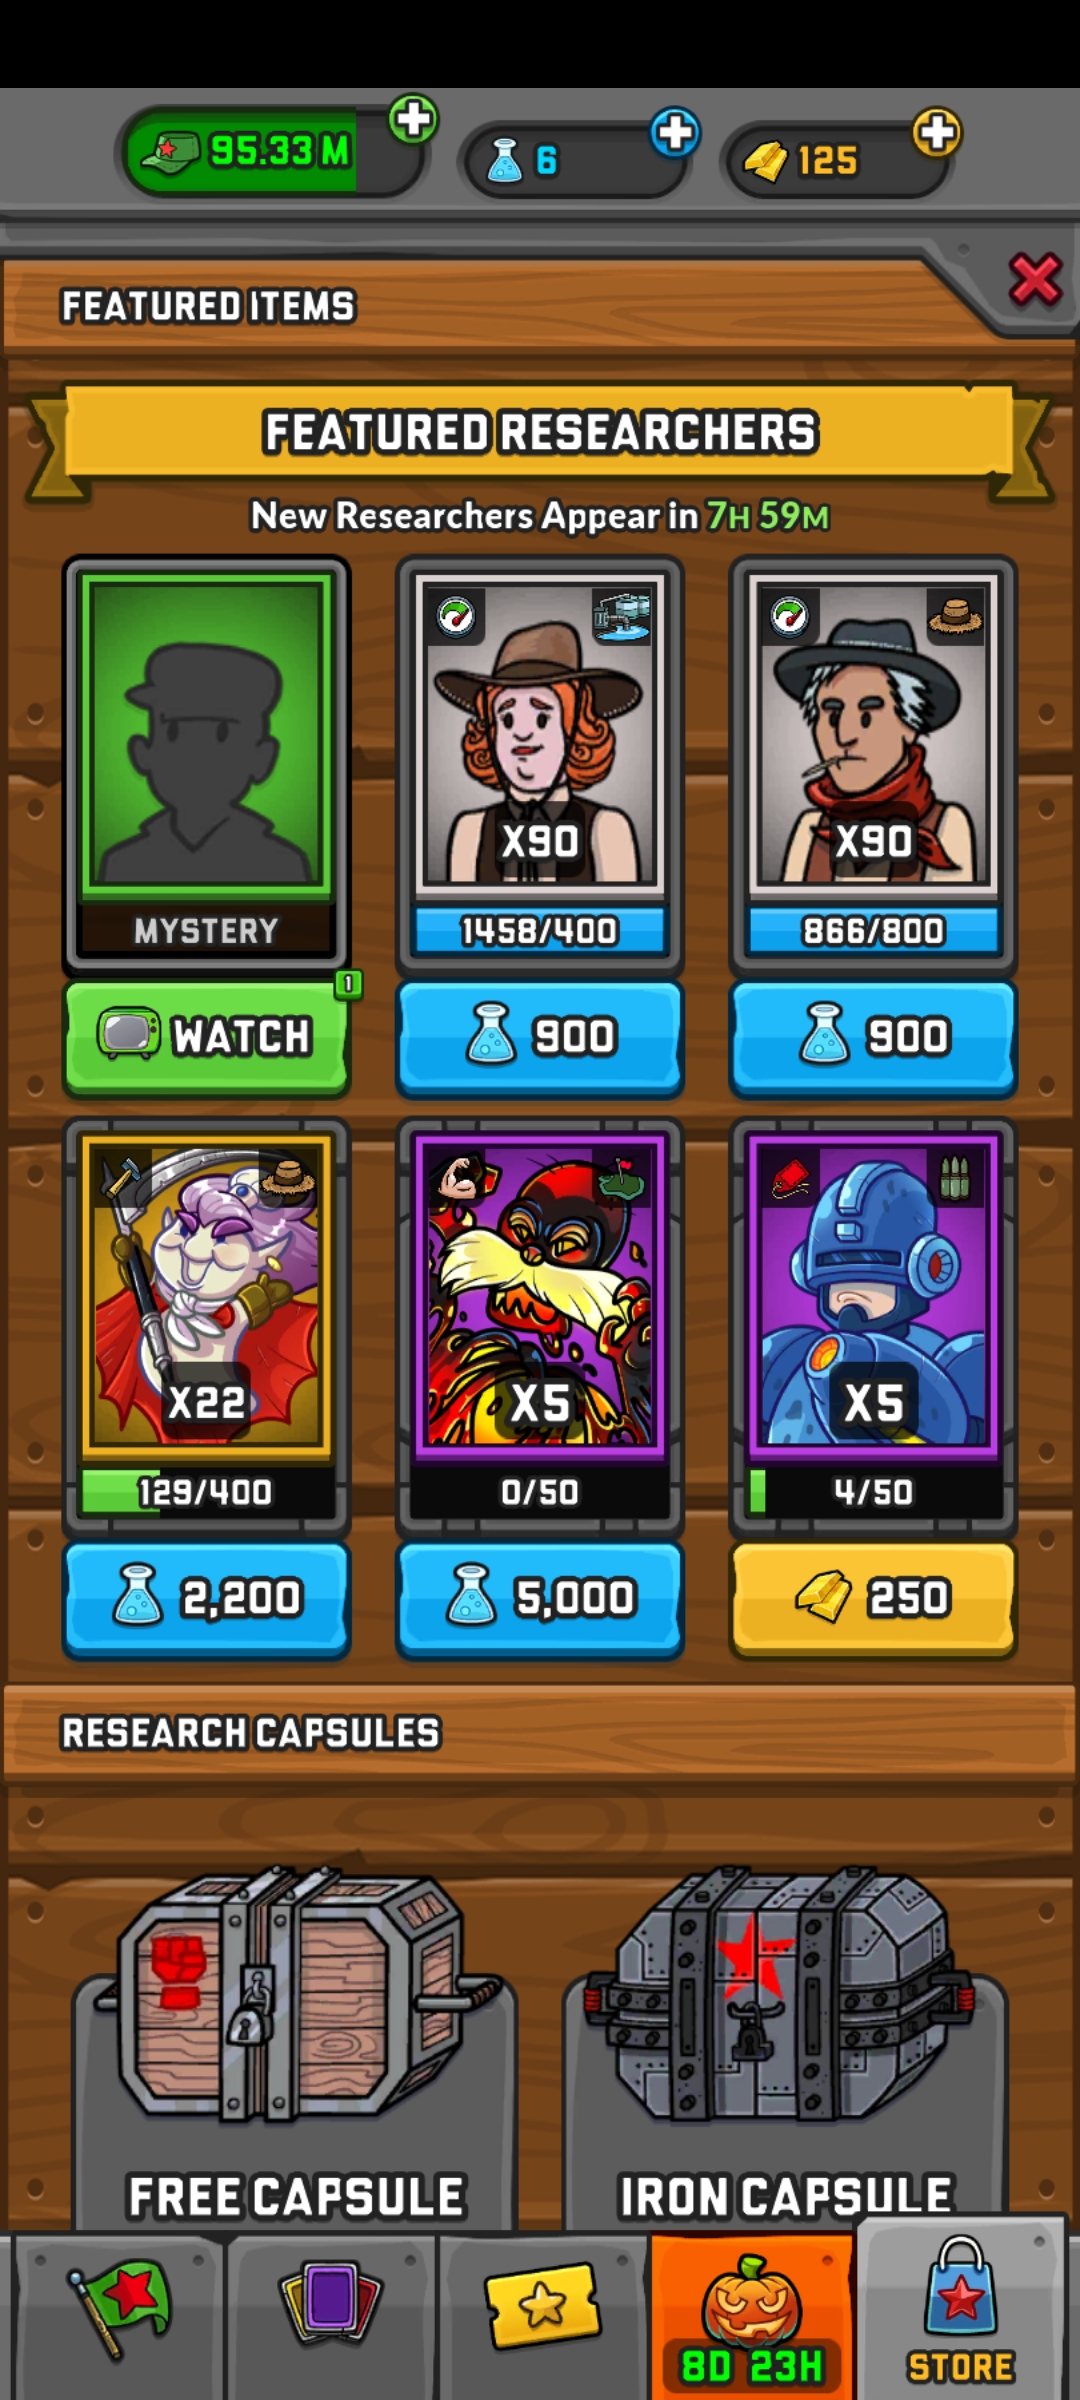 95.33 M
6
125
FEATURED ITEMS
FEATURED RESEARCHERS
New Researchers Appear in 7H 59M
X90
X90
MYSTERY
1458/400
866/800
1
WATCH
900
900
X22
X5
X5
129/400
0/50
4/50
2,200
5,000
250
RESEARCH CAPSULES
FREE CAPSULE
IRON CAPSULE
8D 23H
STORE